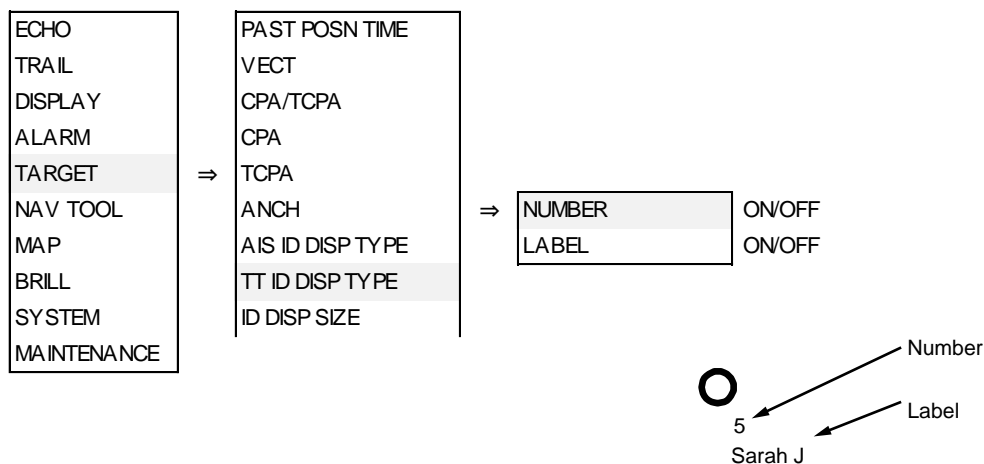 ECHO
TRAIL
DISPLAY
ALARM
TARGET
NAV TOOL
MAP
BRILL
SYSTEM
MAINTENANCE
⇒
PAST POSN TIME
VECT
CPA/TCPA
CPA
TCPA
ANCH
AIS ID DISP TYPE
TT ID DISP TYPE
ID DISP SIZE
⇒
NUMBER ON/OFF
LABEL ON/OFF
Number
Label
5
Sarah J